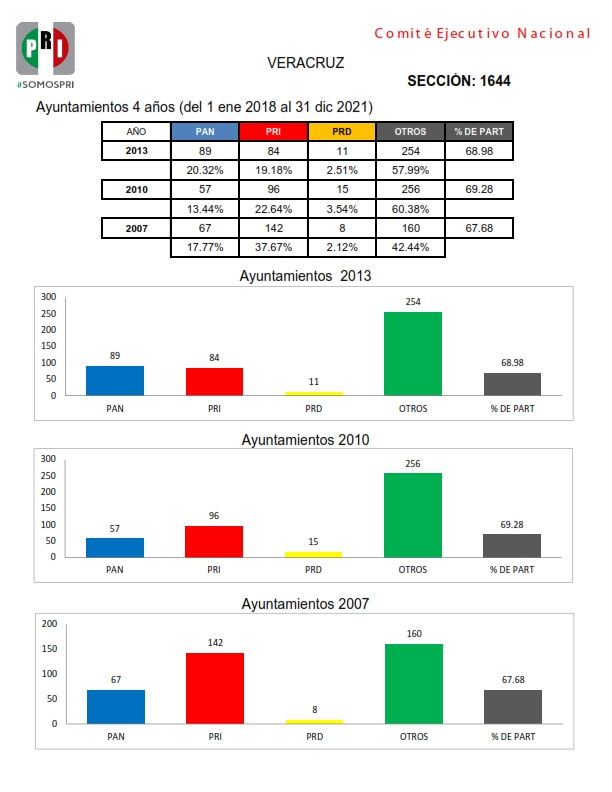 Comité Ejecutivo Nacional
PRI
#SOMOSPRI
VERACRUZ
SECCIÓN: 1644
Ayuntamientos 4 años (del 1 ene 2018 al 31 dic 2021)
AÑO PAN PRI PRD OTROS % DE PART
2013 89 84 11 254 68.98
20.32% 19.18% 2.51% 57.99%
2010 57 96 15 256 69.28
13.44% 22.64% 3.54% 60.38%
2007 67 142 8 160 67.68
17.77% 37.67% 2.12% 42.44%
Ayuntamientos 2013
300
250
200
150
100
50
0
89 84 11 254 68.98
PAN PRI PRD OTROS % DE PART
Ayuntamientos 2010
300
250
200
150
100
50
0
57 96 15 256 69.28
PAN PRI PRD OTROS % DE PART
Ayuntamientos 2007
200
150
100
50
0
67 142 8 160 67.68
PAN PRI PRD OTROS % DE PART